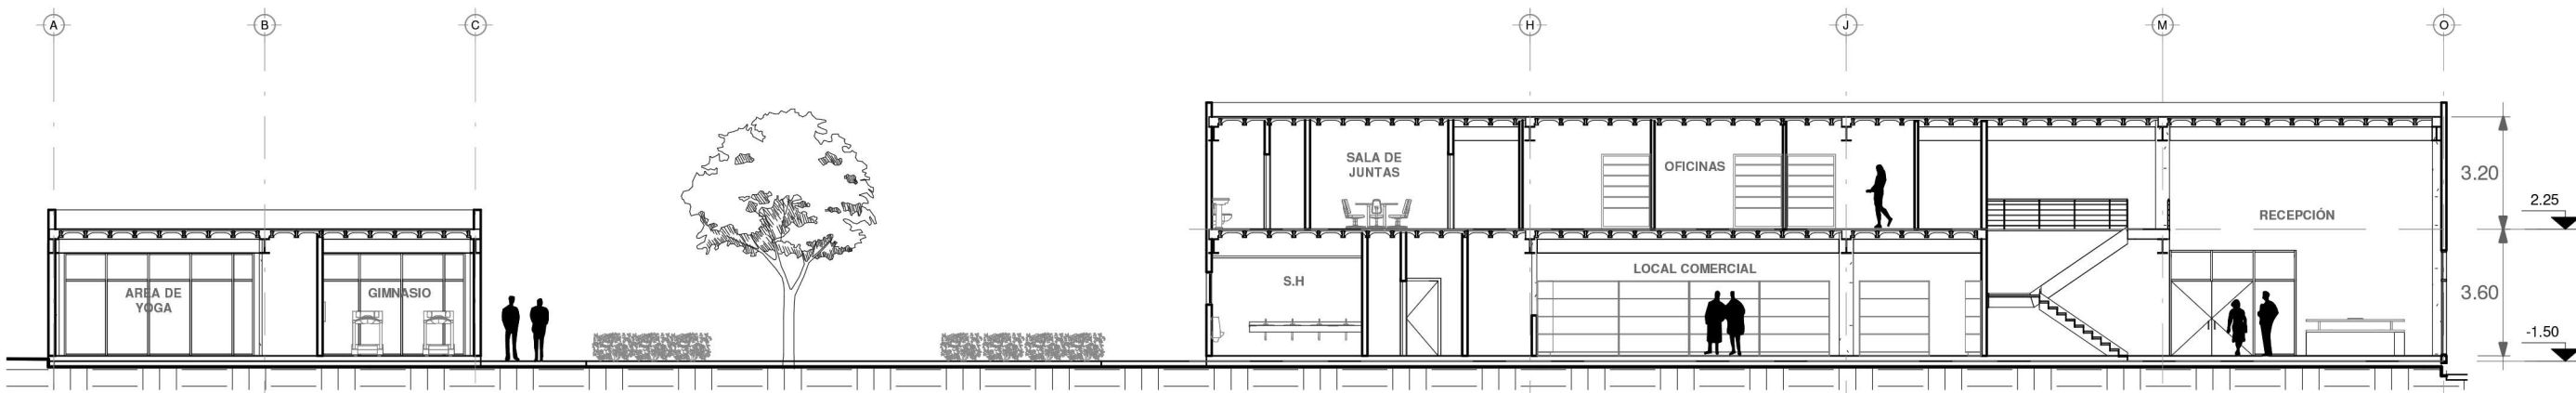 A
B
C
H
J
M
O
SALA DE
JUNTAS
OFICINAS
3.20
2.25
RECEPCIÓN
AREA DE
YOGA
GIMNASIO
S.H
LOCAL COMERCIAL
3.60
-1.50